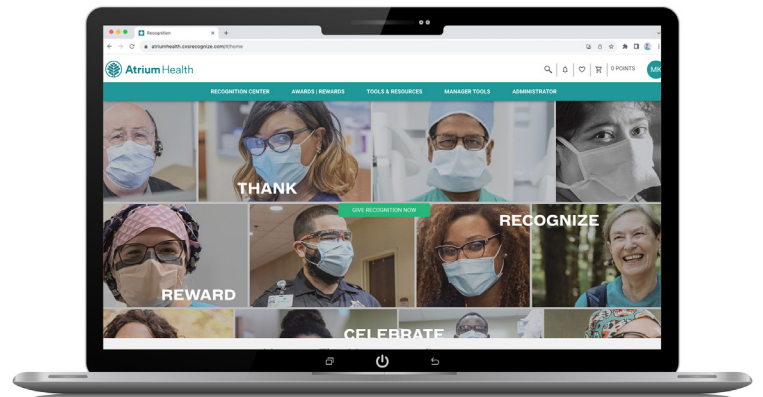 Recognition
atriumhealth.cxsrecognize.com/#/home
Atrium Health
0 POINTS
MK
RECOGNITION CENTER AWARDS | REWARDS TOOLS & RESOURCES MANAGER TOOLS ADMINISTRATOR
THANK
GIVE RECOGNITION NOW
RECOGNIZE
REWARD
CELEBRATE